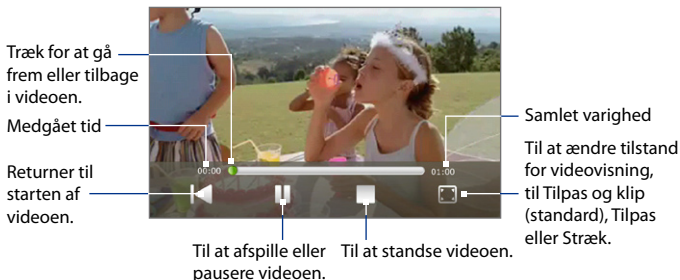 Træk for at gå
frem eller tilbage
i videoen.
Medgået tid
Returner til
starten af
videoen.
00:00
01:00
Samlet varighed
Til at ændre tilstand
for videovisning,
til Tilpas og klip
(standard), Tilpas
eller Stræk.
Til at afspille eller
pausere videoen.
Til at standse videoen.